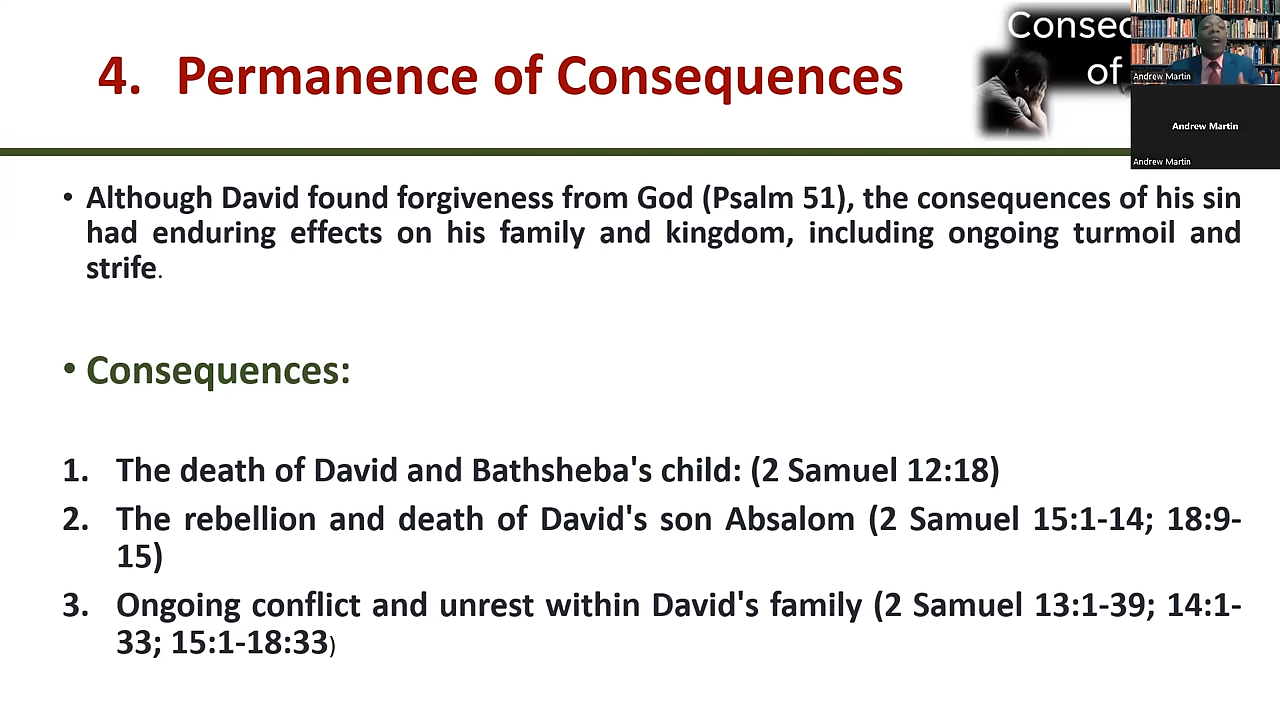 4. Permanence of Consequences
Conseq
of
Andrew Martin
Andrew Martin
Andrew Martin
• Although David found forgiveness from God (Psalm 51), the consequences of his sin
had enduring effects on his family and kingdom, including ongoing turmoil and
strife.
• Consequences:
1. The death of David and Bathsheba's child: (2 Samuel 12:18)
2. The rebellion and death of David's son Absalom (2 Samuel 15:1-14; 18:9-
15)
3. Ongoing conflict and unrest within David's family (2 Samuel 13:1-39; 14:1-
33; 15:1-18:33)